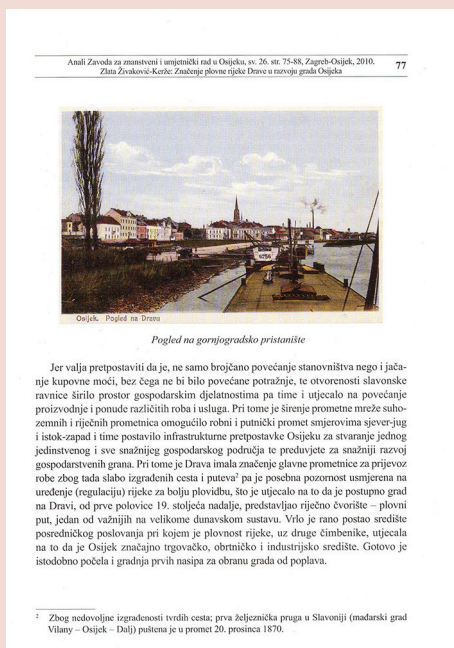 Anali Zavoda za znanstveni i umjetnički rad u Osijeku, sv. 26. str. 75-88, Zagreb-Osijek, 2010.
Zlata Živaković-Kerže: Značenje plovne rijeke Drave u razvoju grada Osijeka
77
Osijek. Pogled na Dravu
Pogled na gornjogradsko pristanište
Jer valja pretpostaviti da je, ne samo brojčano povećanje stanovništva nego i jača-
nje kupovne moći, bez čega ne bi bilo povećane potražnje, te otvorenosti slavonske
ravnice širilo prostor gospodarskim djelatnostima pa time i utjecalo na povećanje
proizvodnje i ponude različitih roba i usluga. Pri tome je širenje prometne mreže suho-
zemnih i riječnih prometnica omogućilo robni i putnički promet smjerovima sjever-jug
i istok-zapad i time postavilo infrastrukturne pretpostavke Osijeku za stvaranje jednog
jedinstvenog i sve snažnijeg gospodarskog područja te preduvjete za snažniji razvoj
gospodarstvenih grana. Pri tome je Drava imala značenje glavne prometnice za prijevoz
robe zbog tada slabo izgrađenih cesta i puteva² pa je posebna pozornost usmjerena na
uređenje (regulaciju) rijeke za bolju plovidbu, što je utjecalo na to da je postupno grad
na Dravi, od prve polovice 19. stoljeća nadalje, predstavljao riječno čvorište – plovni
put, jedan od važnijih na velikome dunavskom sustavu. Vrlo je rano postao središte
posredničkog poslovanja pri kojem je plovnost rijeke, uz druge čimbenike, utjecala
na to da je Osijek značajno trgovačko, obrtničko i industrijsko središte. Gotovo je
istodobno počela i gradnja prvih nasipa za obranu grada od poplava.
² Zbog nedovoljne izgrađenosti tvrdih cesta; prva željeznička pruga u Slavoniji (mađarski grad
Vilany – Osijek – Dalj) puštena je u promet 20. prosinca 1870.